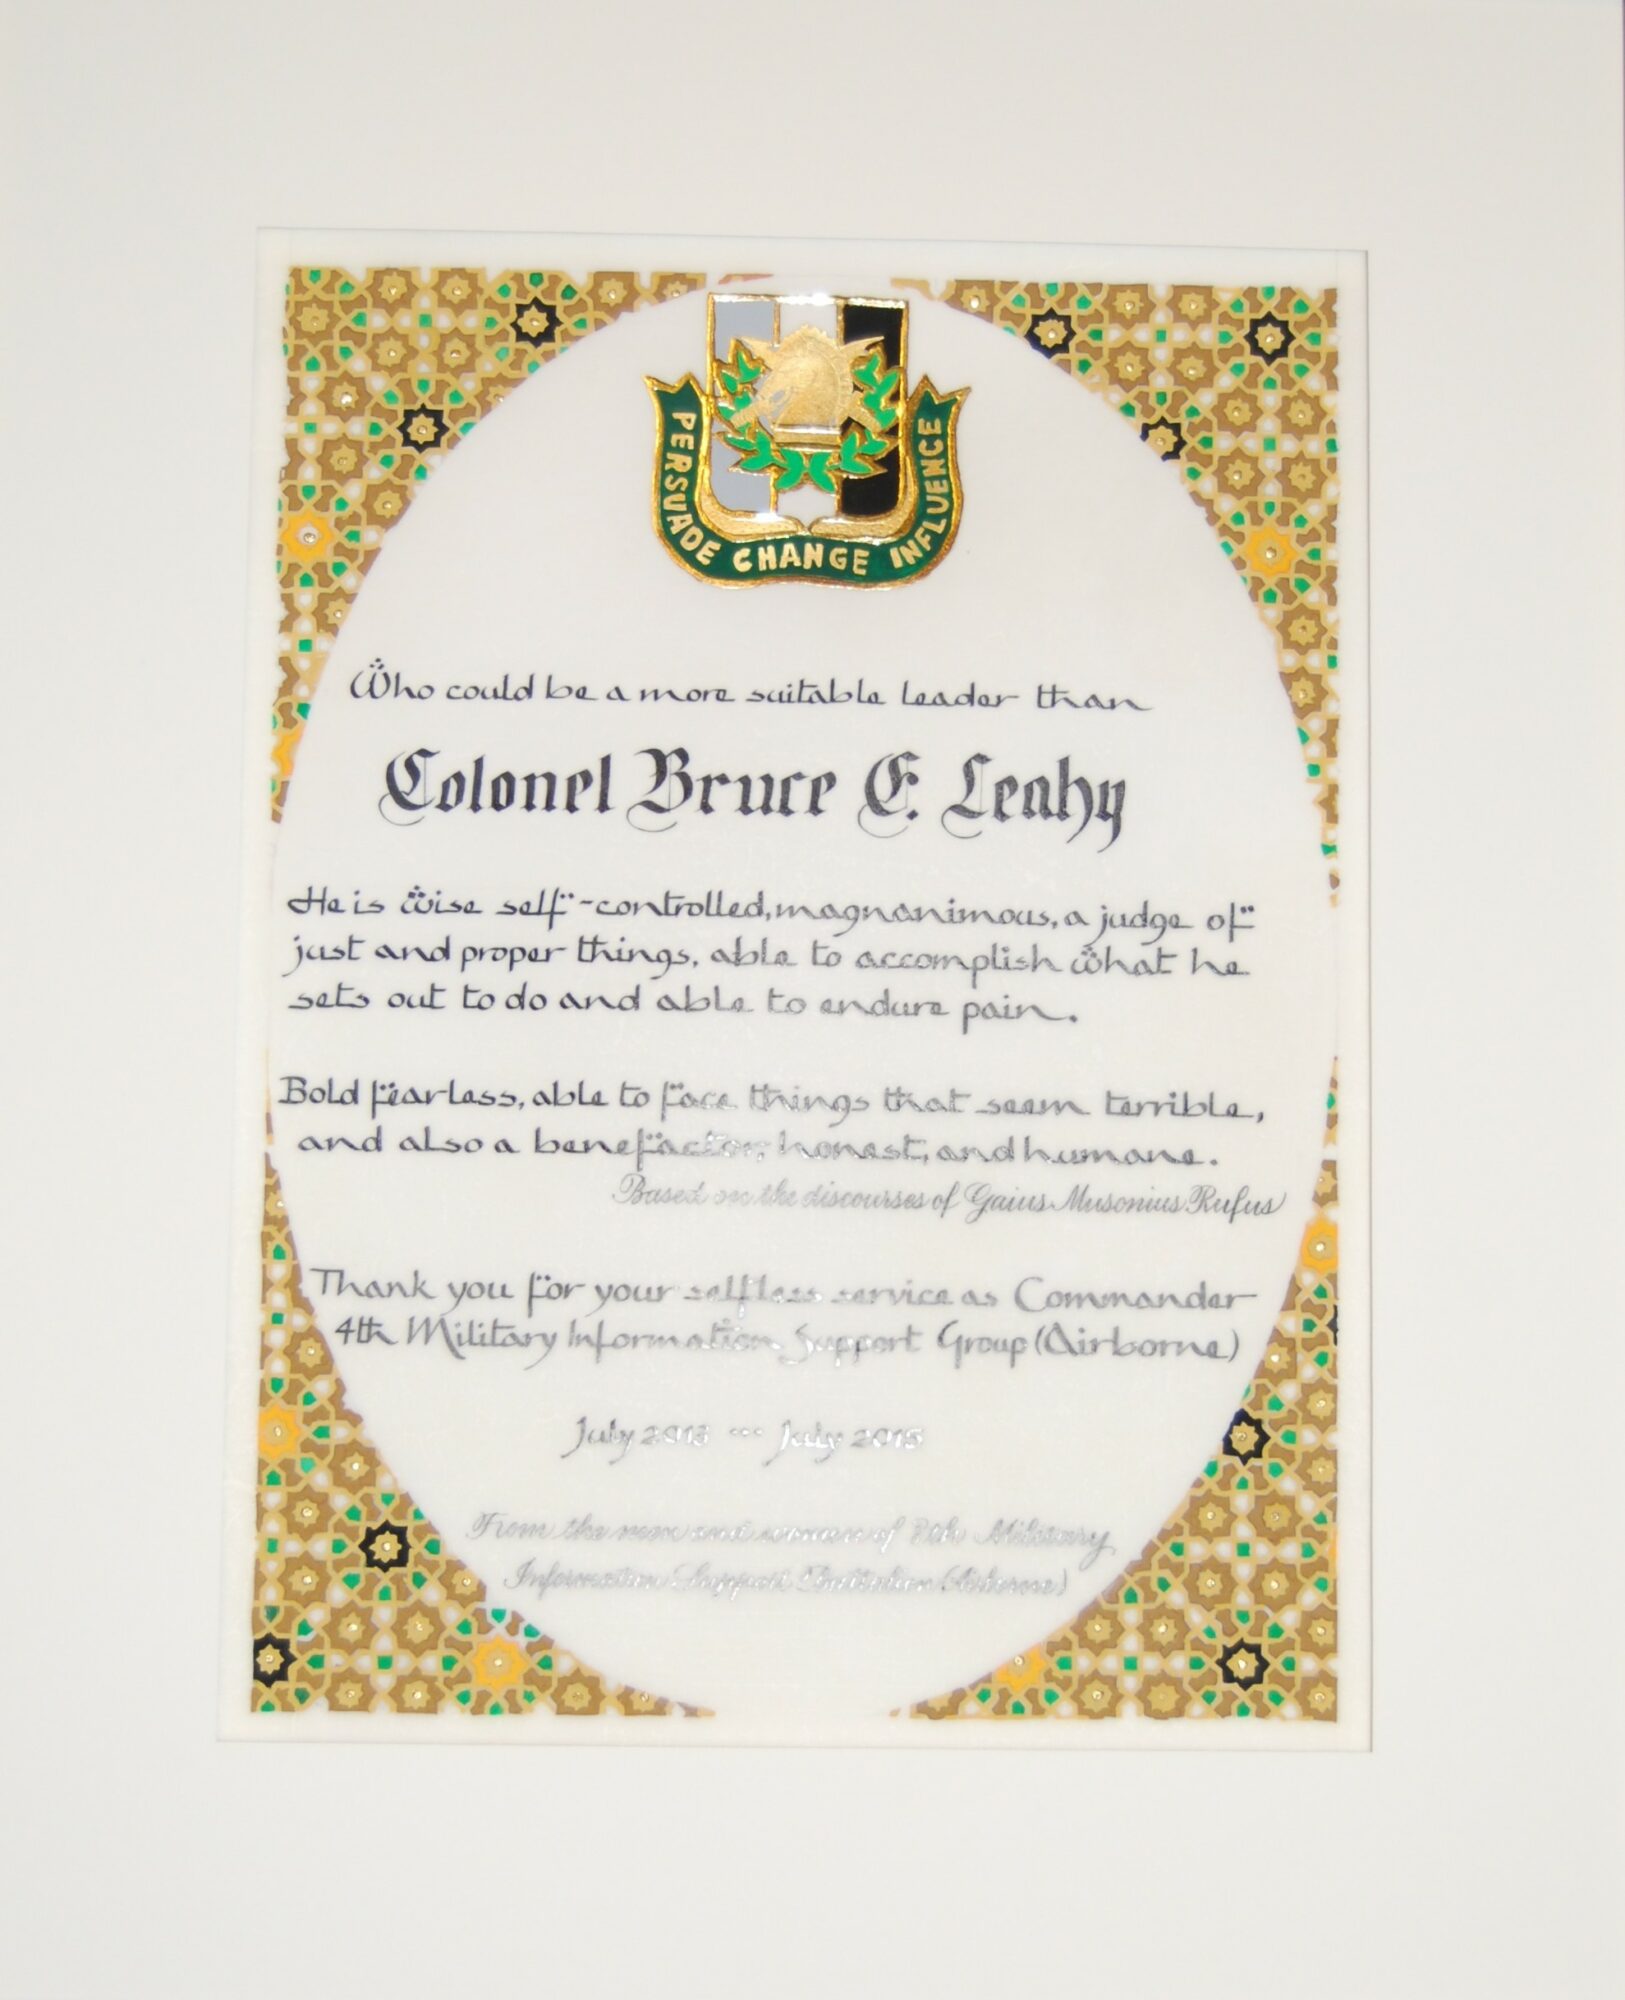 PERSUADE CHANGE INFLUENCE
Who could be a more suitable leader than
Colonel Bruce E. Leahy
He is wise self-controlled, magnanimous, a judge of
just and proper things, able to accomplish what he
sets out to do and able to endure pain.
Bold fearless, able to face things that seem terrible,
and also a benefactor, honest, and humane.
Based on the discourses of Gaius Musonius Rufus
Thank you for your selfless service as Commander
4th Military Information Support Group (Airborne)
July 2013 ... July 2015
From the men and women of 8th Military
Information Support Battalion (Airborne)